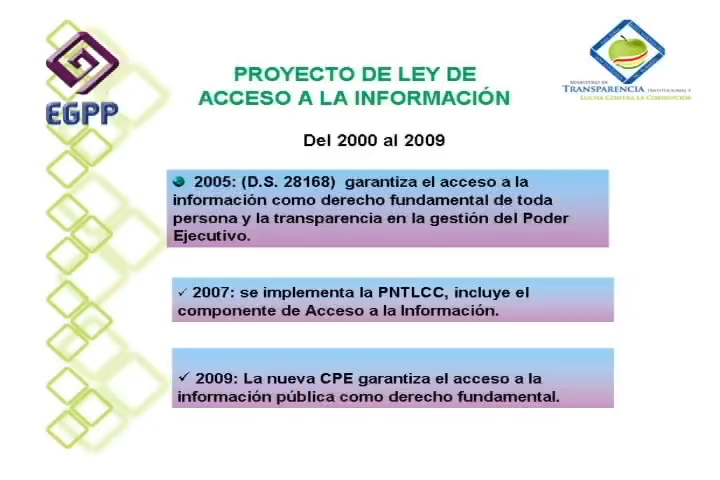 EGPP
MINISTERIO DE
TRANSPARENCIA INSTITUCIONAL Y
LUCHA CONTRA LA CORRUPCIÓN
PROYECTO DE LEY DE
ACCESO A LA INFORMACIÓN
Del 2000 al 2009
2005: (D.S. 28168) garantiza el acceso a la
información como derecho fundamental de toda
persona y la transparencia en la gestión del Poder
Ejecutivo.
✓ 2007: se implementa la PNTLCC, incluye el
componente de Acceso a la Información.
✓ 2009: La nueva CPE garantiza el acceso a la
información pública como derecho fundamental.